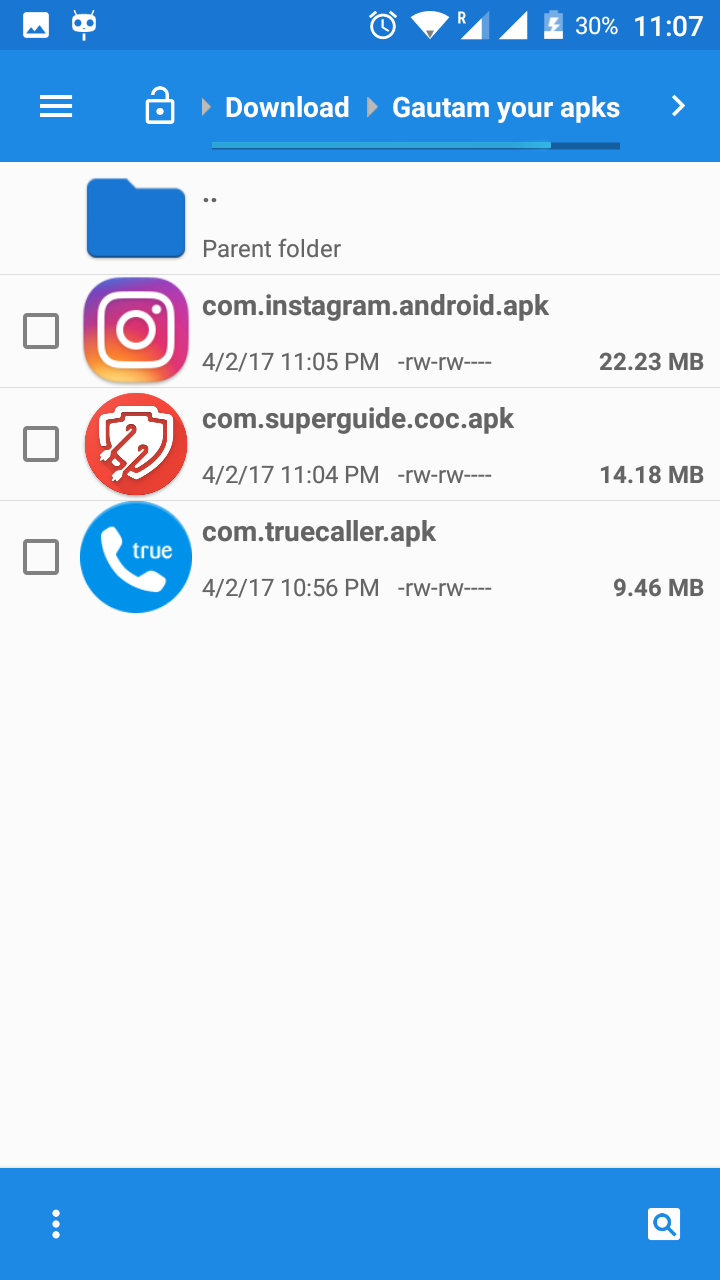 R 30% 11:07
Download Gautam your apks
..
Parent folder
com.instagram.android.apk
4/2/17 11:05 PM -rw-rw---- 22.23 MB
com.superguide.coc.apk
4/2/17 11:04 PM -rw-rw---- 14.18 MB
true
com.truecaller.apk
4/2/17 10:56 PM -rw-rw---- 9.46 MB